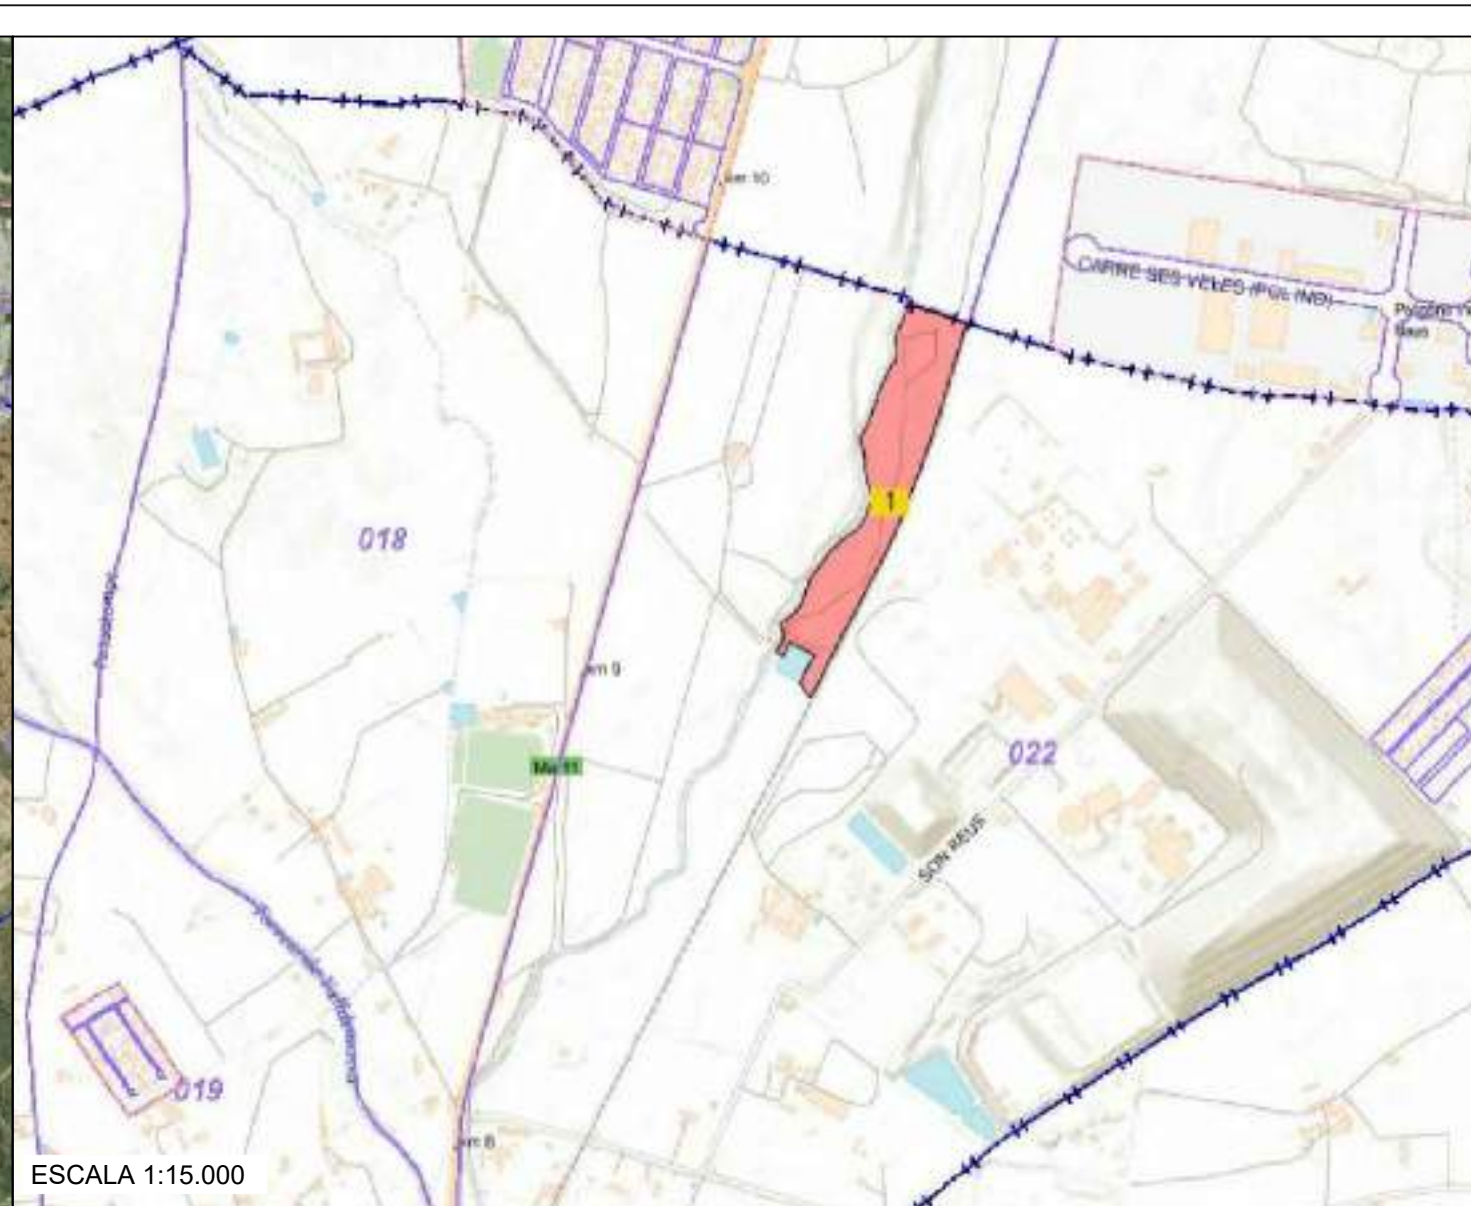 km 10
CARRE SES VELES (POL IND)
1
018
km 9
Ma-11
022
SON REUS
019
km 8
ESCALA 1:15.000